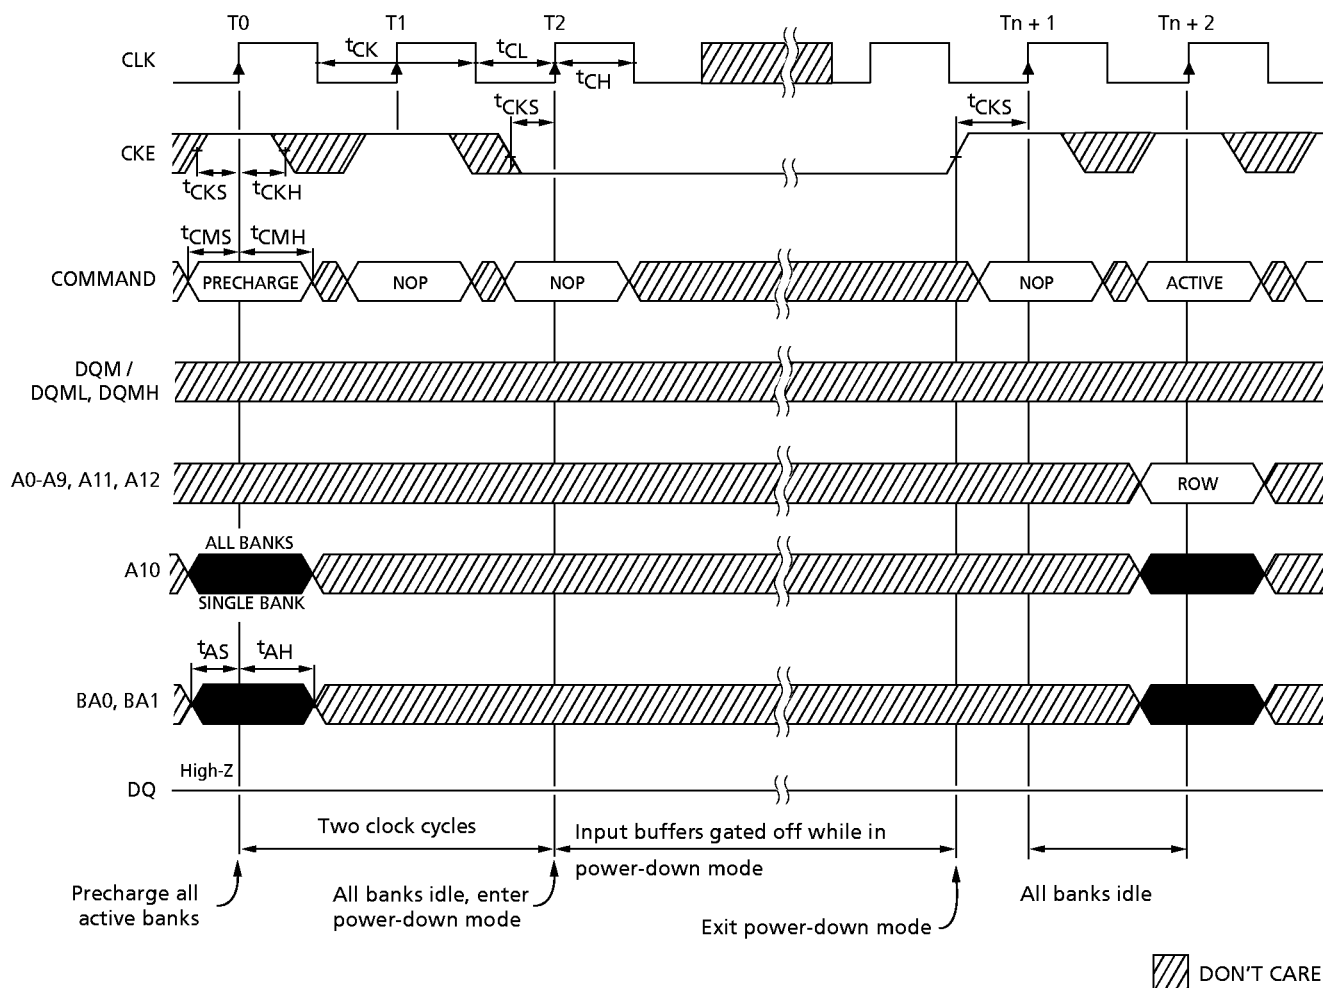 T0 T1 T2 Tn + 1 Tn + 2
CLK tCK tCL tCH
tCKS tCKS
CKE
tCKS tCKH
tCMS tCMH
COMMAND PRECHARGE NOP NOP NOP ACTIVE
DQM /
DQML, DQMH
A0-A9, A11, A12 ROW
ALL BANKS
A10
SINGLE BANK
tAS tAH
BA0, BA1
High-Z
DQ
Two clock cycles
Input buffers gated off while in
power-down mode
Precharge all
active banks
All banks idle, enter
power-down mode
Exit power-down mode
All banks idle
DON'T CARE